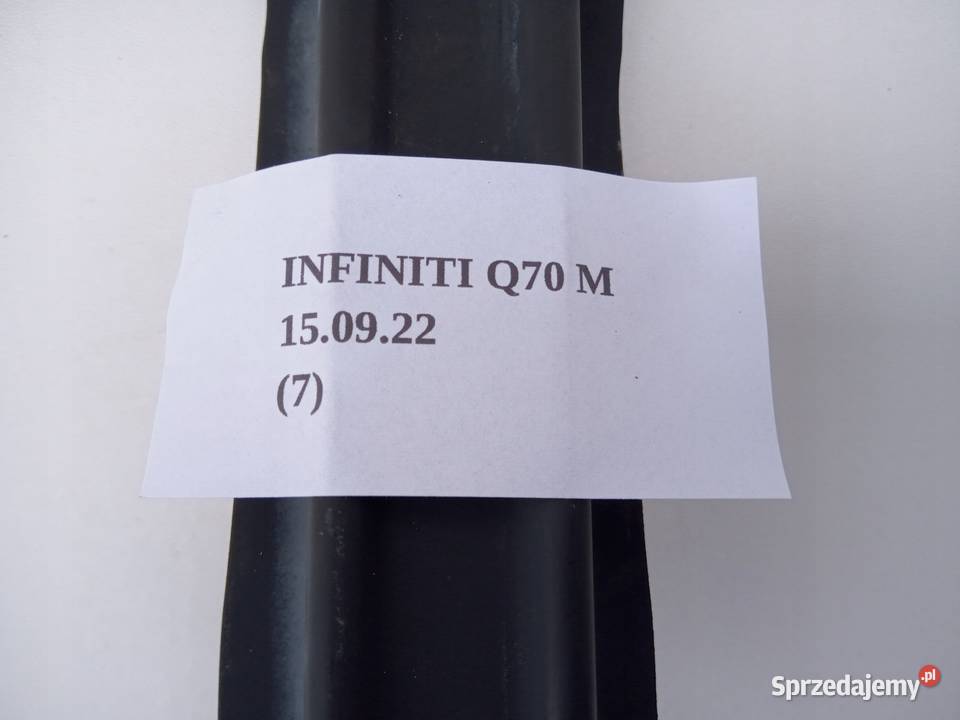 INFINITI Q70 M
15.09.22
(7)
Sprzedajemy.pl